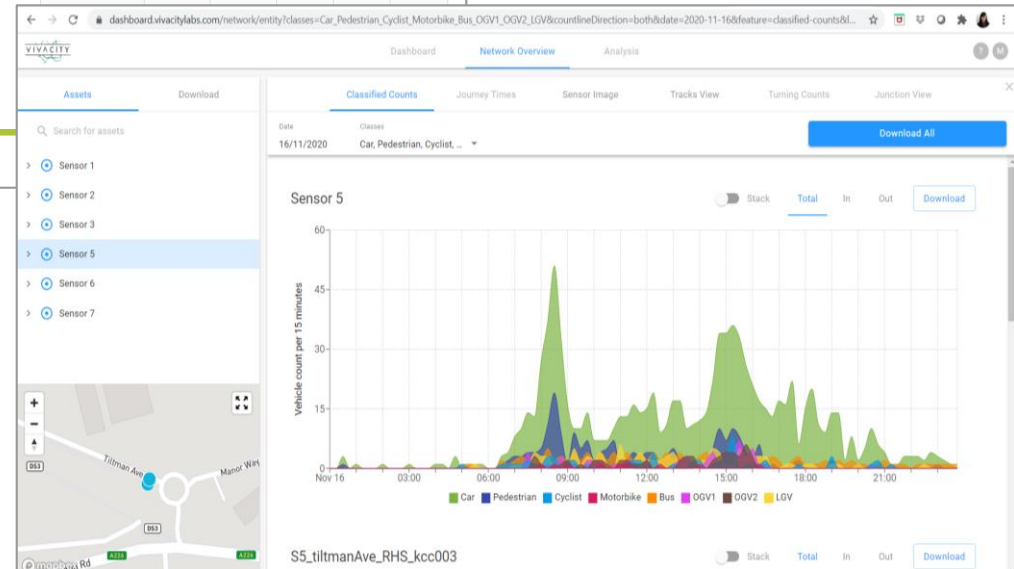 dashboard.vivacitylabs.com/network/entity?classes=Car_Pedestrian_Cyclist_Motorbike_Bus_OGV1_OGV2_LGV&countlineDirection=both&date=2020-11-16&feature=classified-counts&l...
VIVACITY
Dashboard Network Overview Analysis
? M
Assets Download
Search for assets
Sensor 1
Sensor 2
Sensor 3
Sensor 5
Sensor 6
Sensor 7
Classified Counts Journey Times Sensor Image Tracks View Turning Counts Junction View
Date Classes
16/11/2020 Car, Pedestrian, Cyclist, ...
Download All
Sensor 5
Stack Total In Out Download
Vehicle count per 15 minutes
60
45
30
15
0
Nov 16 03:00 06:00 09:00 12:00 15:00 18:00 21:00
Car Pedestrian Cyclist Motorbike Bus OGV1 OGV2 LGV
S5_tiltmanAve_RHS_kcc003
Stack Total In Out Download
Tiltman Ave
Manor Way
D53
D53
A226
A226
Rd
mapbox